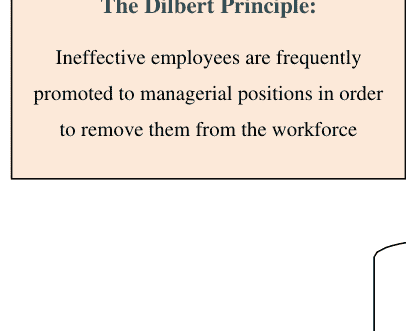 The Dilbert Principle:
Ineffective employees are frequently
promoted to managerial positions in order
to remove them from the workforce